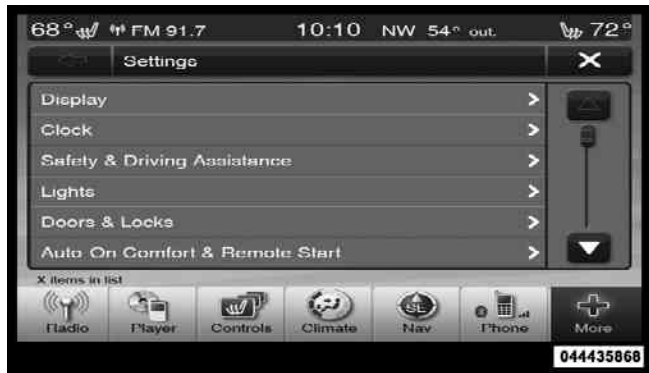 68° FM 91.7 10:10 NW 54° out. 72°
Settings
Display
Clock
Safety & Driving Assistance
Lights
Doors & Locks
Auto On Comfort & Remote Start
X items in list
Radio Player Controls Climate Nav Phone More
SL
044435868